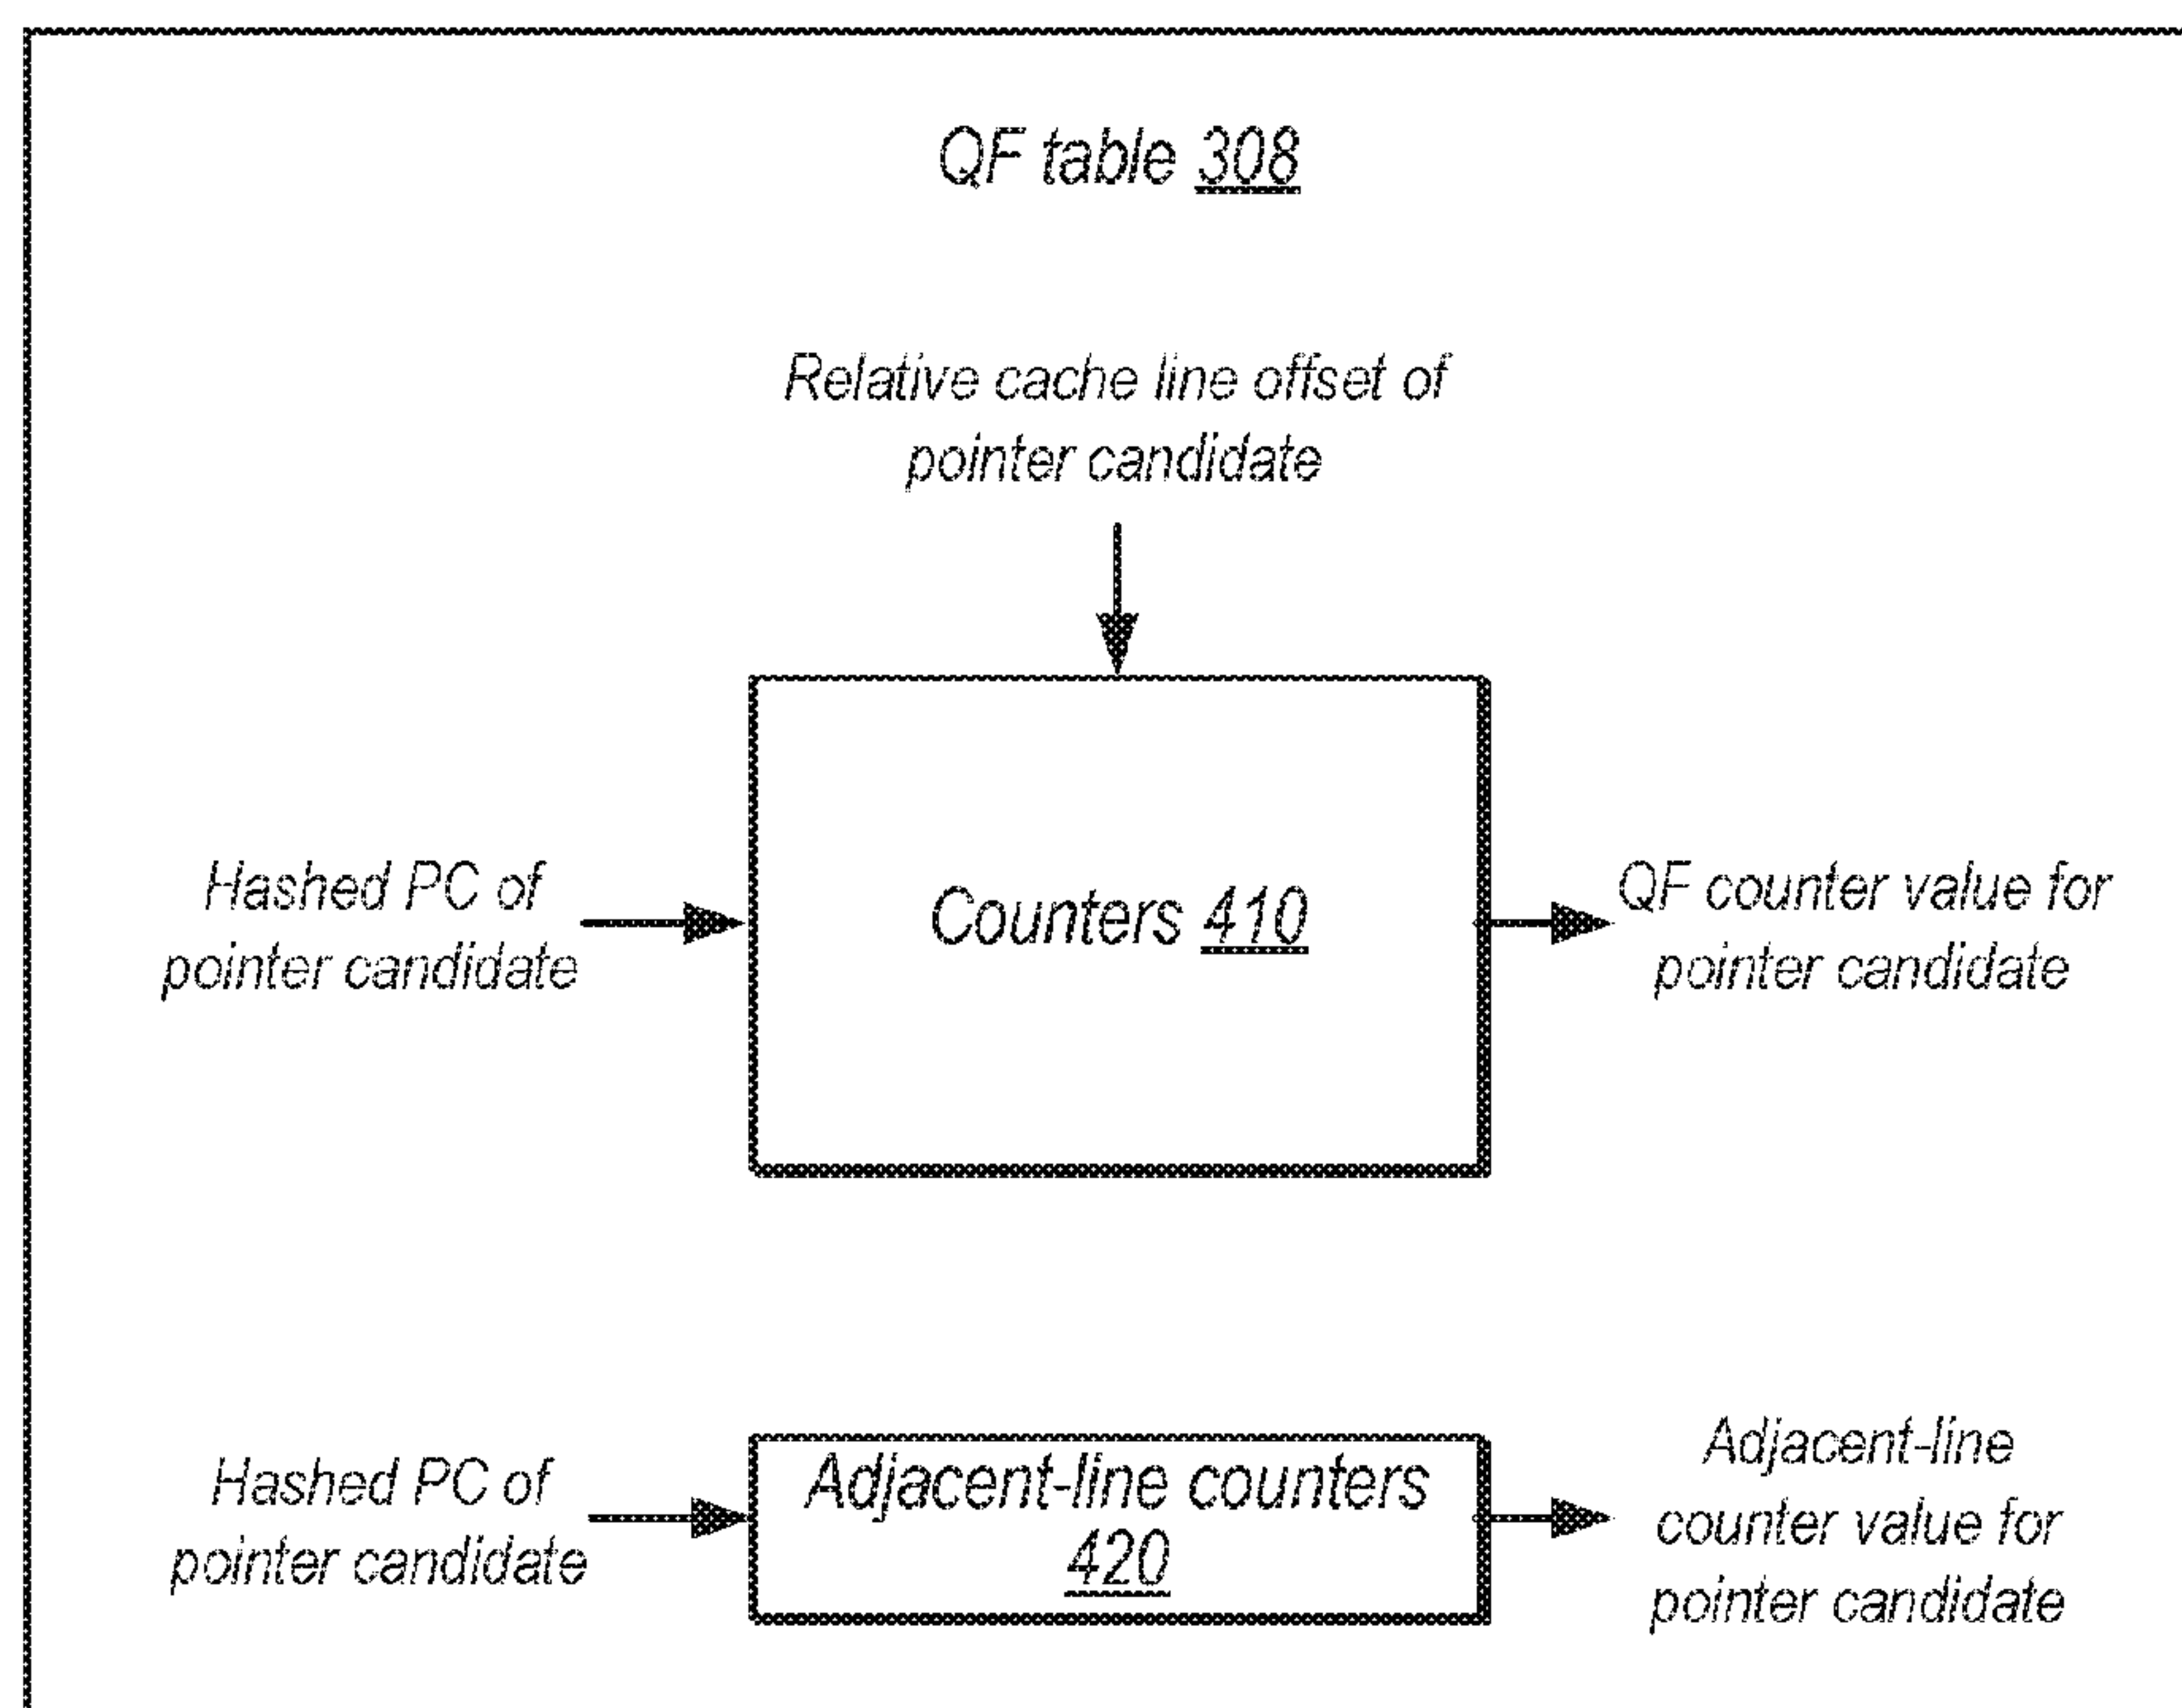 QF table 308
Relative cache line offset of
pointer candidate
Hashed PC of
pointer candidate
Counters 410
QF counter value for
pointer candidate
Hashed PC of
pointer candidate
Adjacent-line counters
420
Adjacent-line
counter value for
pointer candidate